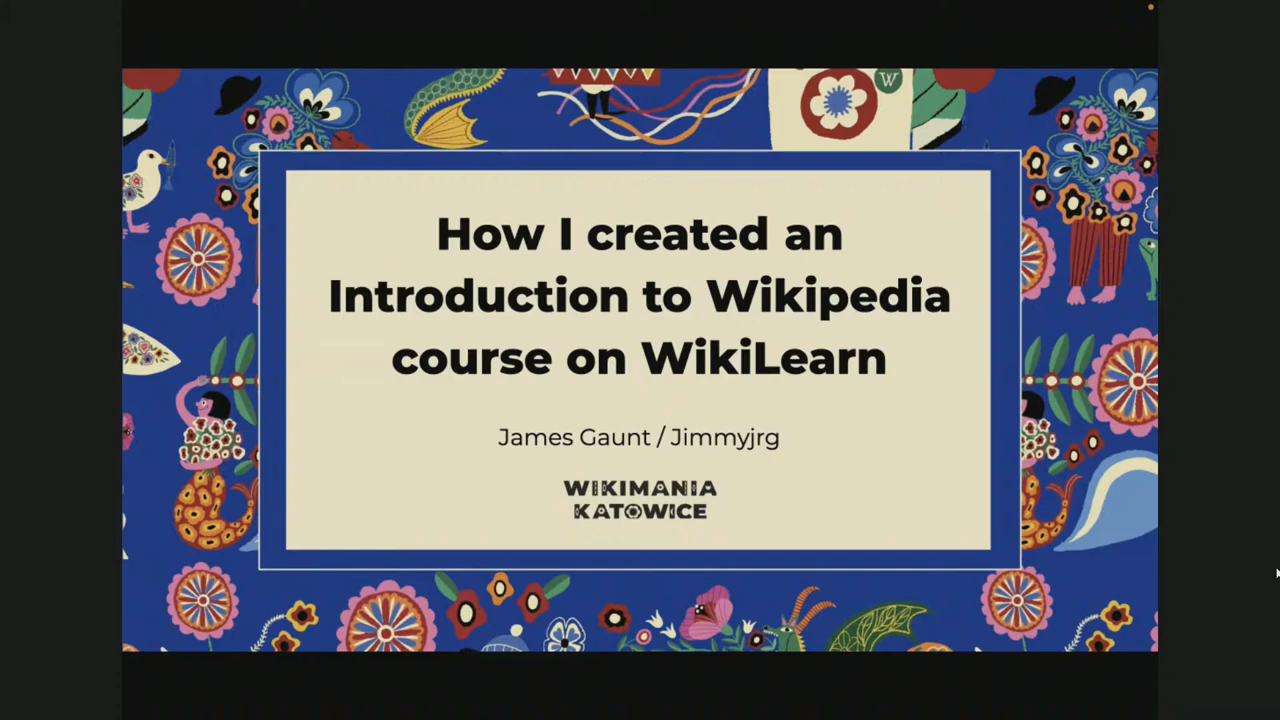 W
How I created an
Introduction to Wikipedia
course on WikiLearn
James Gaunt / Jimmyjrg
WIKIMANIA
KATOWICE